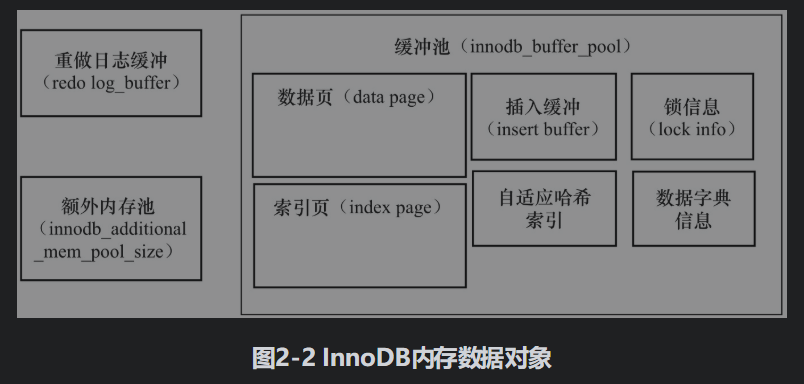 重做日志缓冲
（redo log_buffer）
额外内存池
（innodb_additional
_mem_pool_size）
缓冲池（innodb_buffer_pool）
数据页（data page）
插入缓冲
（insert buffer）
锁信息
（lock info）
索引页（index page）
自适应哈希
索引
数据字典
信息
图2-2 InnoDB内存数据对象